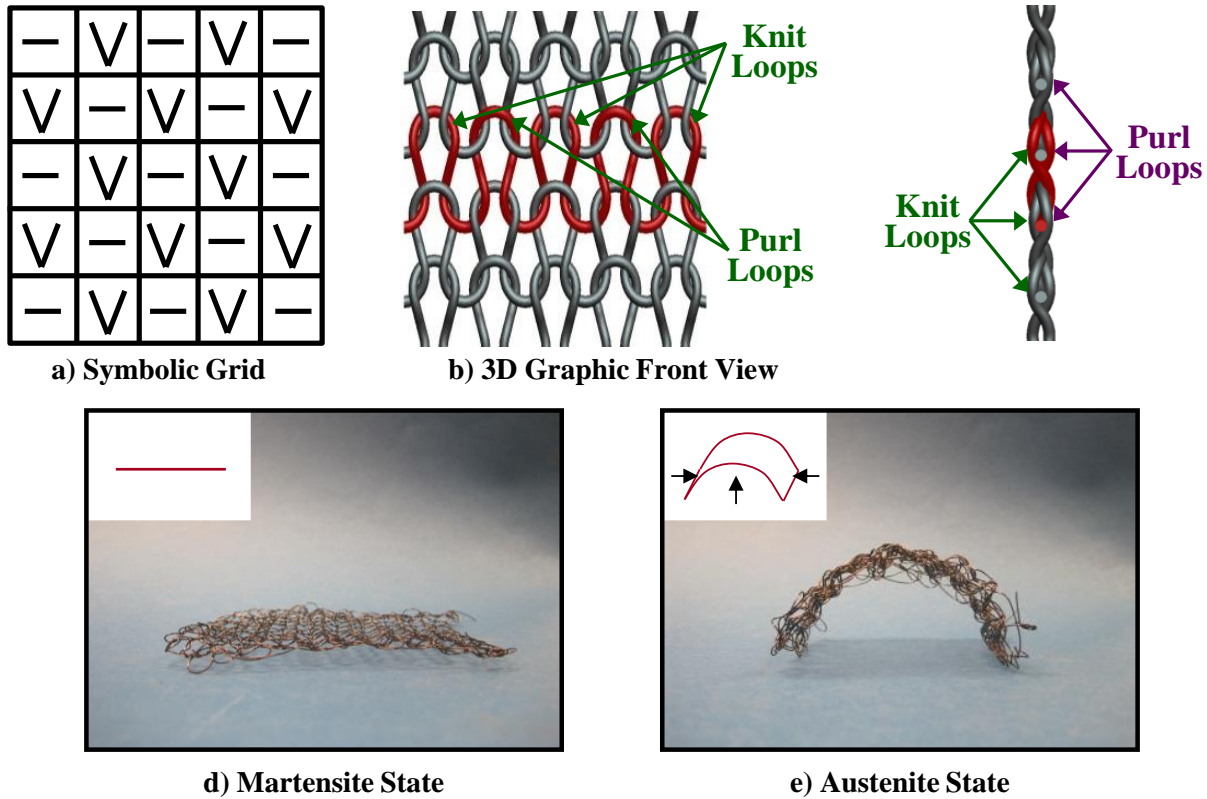 Knit
Loops
Purl
Loops
Purl
Loops
Knit
Loops
a) Symbolic Grid
b) 3D Graphic Front View
d) Martensite State
e) Austenite State